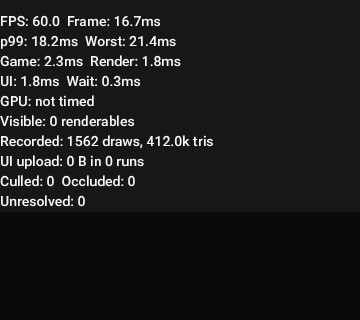 FPS: 60.0 Frame: 16.7ms
p99: 18.2ms Worst: 21.4ms
Game: 2.3ms Render: 1.8ms
UI: 1.8ms Wait: 0.3ms
GPU: not timed
Visible: 0 renderables
Recorded: 1562 draws, 412.0k tris
UI upload: 0 B in 0 runs
Culled: 0 Occluded: 0
Unresolved: 0